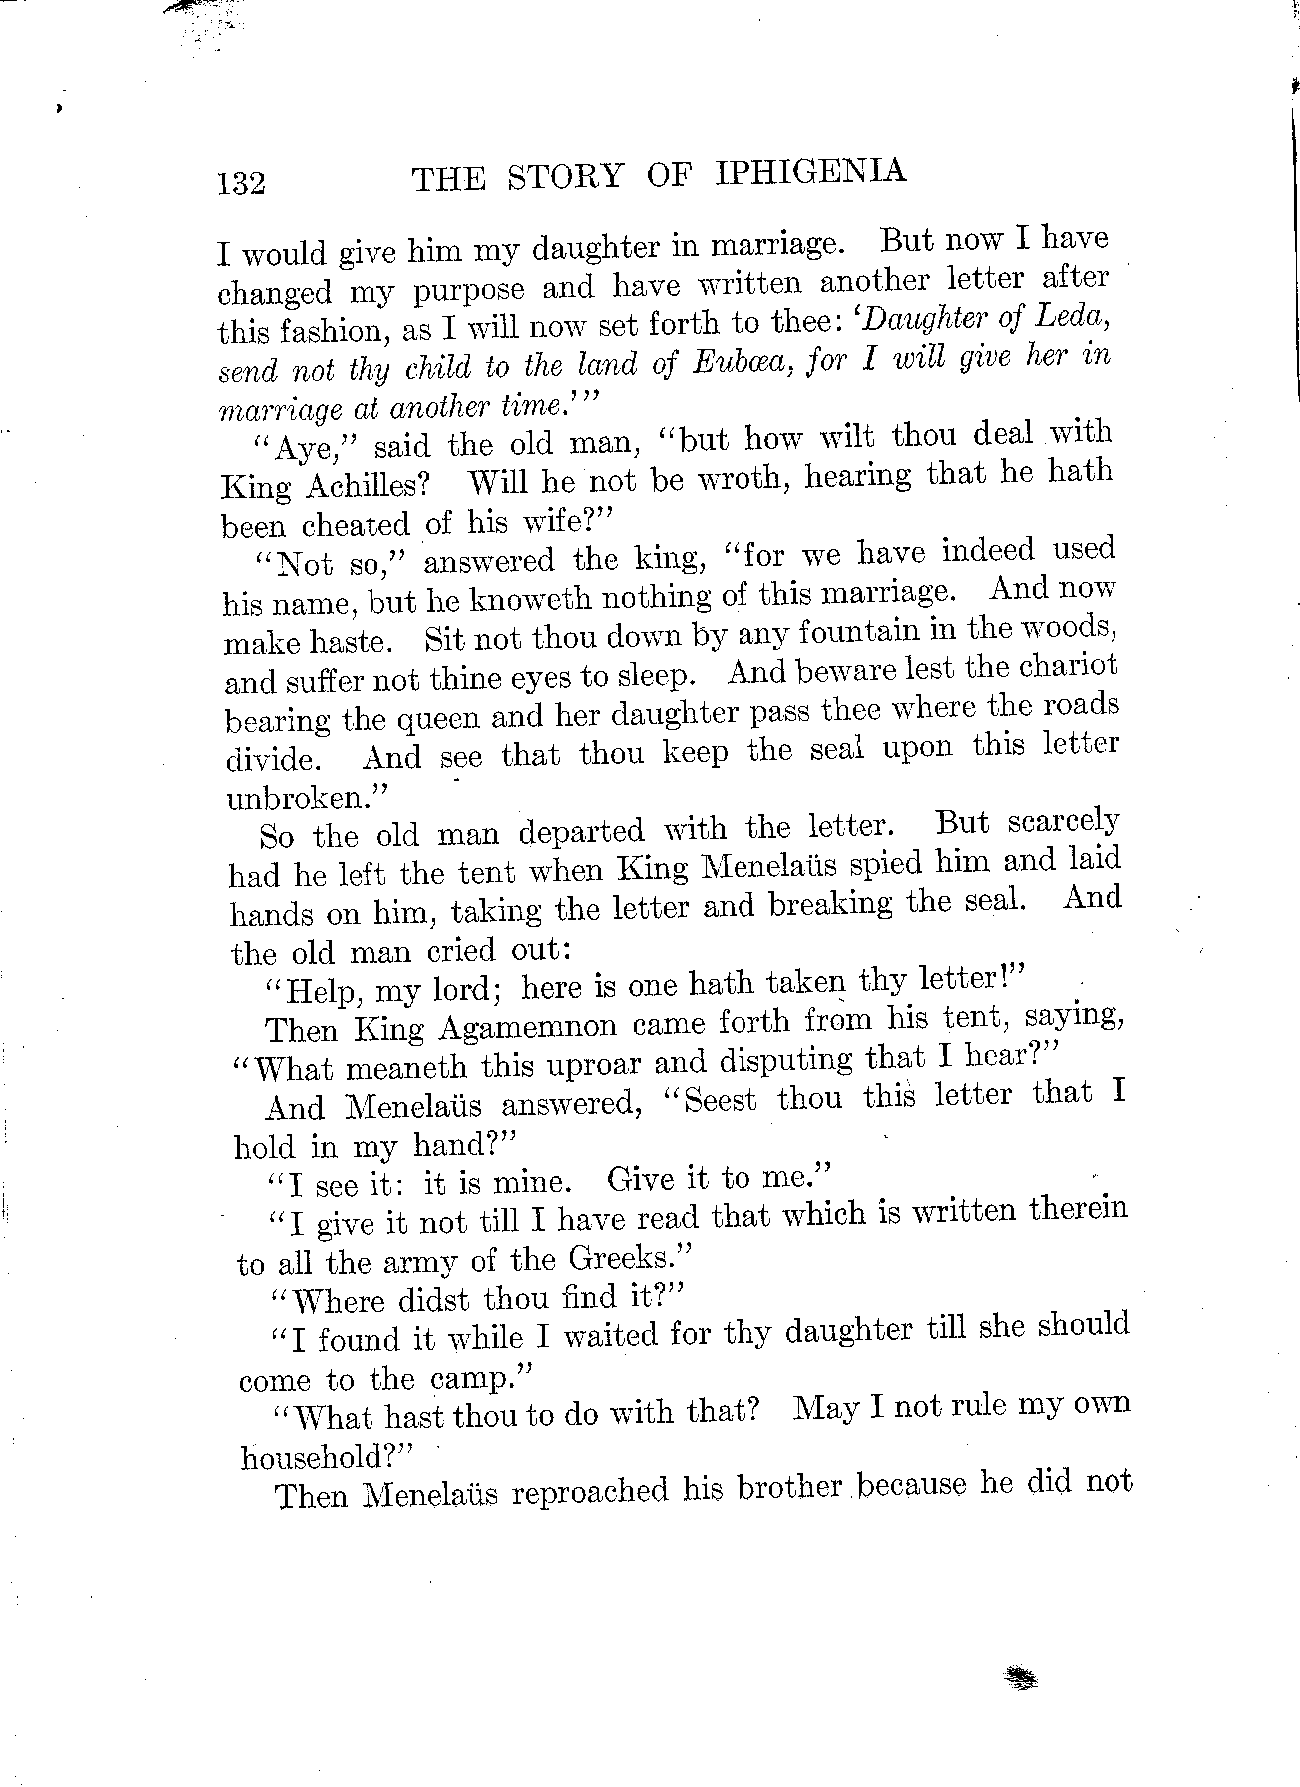 132 THE STORY OF IPHIGENIA
I would give him my daughter in marriage. But now I have
changed my purpose and have written another letter after
this fashion, as I will now set forth to thee: ‘Daughter of Leda,
send not thy child to the land of Eubœa, for I will give her in
marriage at another time.’”
“Aye,” said the old man, “but how wilt thou deal with
King Achilles? Will he not be wroth, hearing that he hath
been cheated of his wife?”
“Not so,” answered the king, “for we have indeed used
his name, but he knoweth nothing of this marriage. And now
make haste. Sit not thou down by any fountain in the woods,
and suffer not thine eyes to sleep. And beware lest the chariot
bearing the queen and her daughter pass thee where the roads
divide. And see that thou keep the seal upon this letter
unbroken.”
So the old man departed with the letter. But scarcely
had he left the tent when King Menelaüs spied him and laid
hands on him, taking the letter and breaking the seal. And
the old man cried out:
“Help, my lord; here is one hath taken thy letter!”
Then King Agamemnon came forth from his tent, saying,
“What meaneth this uproar and disputing that I hear?”
And Menelaüs answered, “Seest thou this letter that I
hold in my hand?”
“I see it: it is mine. Give it to me.”
“I give it not till I have read that which is written therein
to all the army of the Greeks.”
“Where didst thou find it?”
“I found it while I waited for thy daughter till she should
come to the camp.”
“What hast thou to do with that? May I not rule my own
household?”
Then Menelaüs reproached his brother because he did not